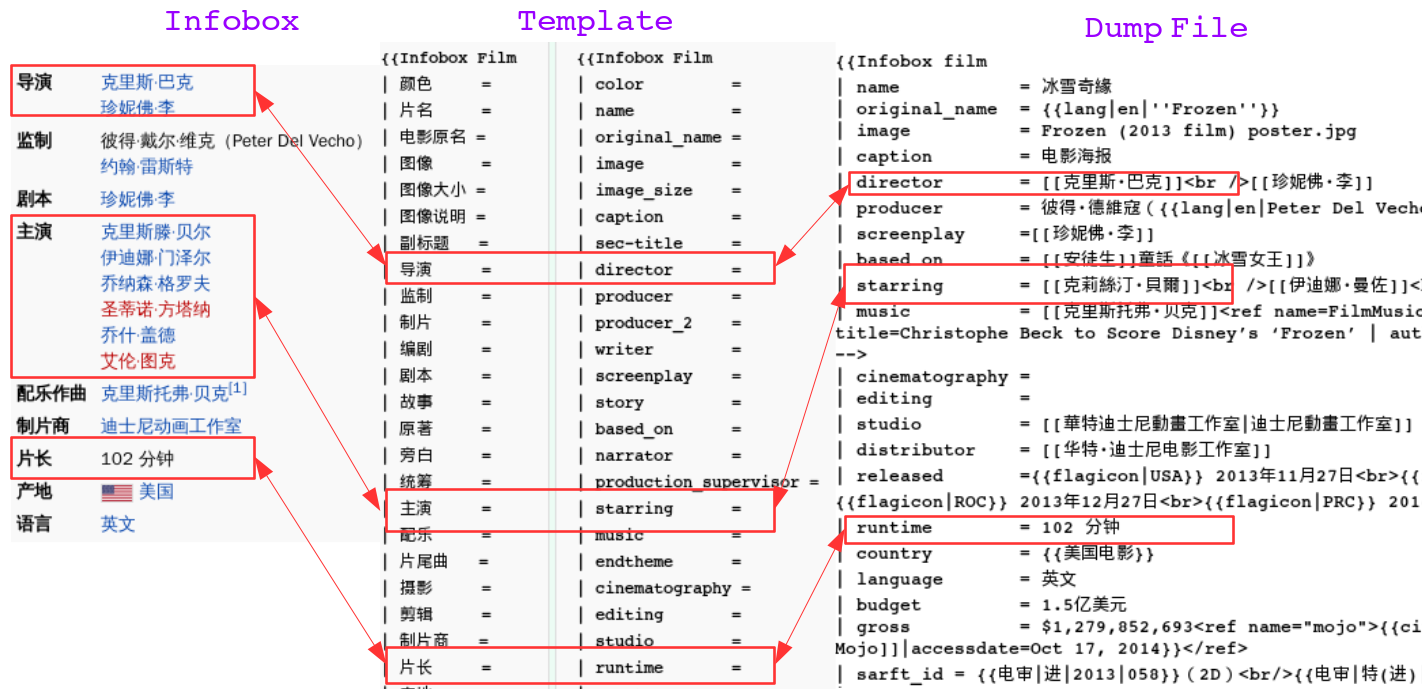 Infobox
Template
Dump File
导演 克里斯·巴克
珍妮佛·李
监制 彼得·戴尔·维克（Peter Del Vecho）
约翰·雷斯特
剧本 珍妮佛·李
主演 克里斯滕·贝尔
伊迪娜·门泽尔
乔纳森·格罗夫
圣蒂诺·方塔纳
乔什·盖德
艾伦·图克
配乐作曲 克里斯托弗·贝克[1]
制片商 迪士尼动画工作室
片长 102 分钟
产地 美国
语言 英文
{{Infobox Film
| 颜色 =
| 片名 =
| 电影原名 =
| 图像 =
| 图像大小 =
| 图像说明 =
| 副标题 =
| 导演 =
| 监制 =
| 制片 =
| 编剧 =
| 剧本 =
| 故事 =
| 原著 =
| 旁白 =
| 统筹 =
| 主演 =
| 配乐 =
| 片尾曲 =
| 摄影 =
| 剪辑 =
| 制片商 =
| 片长 =
{{Infobox Film
| color =
| name =
| original_name =
| image =
| image_size =
| caption =
| sec-title =
| director =
| producer =
| producer_2 =
| writer =
| screenplay =
| story =
| based_on =
| narrator =
| production_supervisor =
| starring =
| music =
| endtheme =
| cinematography =
| editing =
| studio =
| runtime =
{{Infobox film
| name = 冰雪奇緣
| original_name = {{lang|en|''Frozen''}}
| image = Frozen (2013 film) poster.jpg
| caption = 电影海报
| director = [[克里斯·巴克]]<br />[[珍妮佛·李]]
| producer = 彼得·德維寇（{{lang|en|Peter Del Vecho
| screenplay =[[珍妮佛·李]]
| based_on = [[安徒生]]童話《[[冰雪女王]]》
| starring = [[克莉絲汀·貝爾]]<br />[[伊迪娜·曼佐]]<
| music = [[克里斯托弗·贝克]]<ref name=FilmMusic
title=Christophe Beck to Score Disney’s ‘Frozen’ | aut
-->
| cinematography =
| editing =
| studio = [[華特迪士尼動畫工作室|迪士尼動畫工作室]]
| distributor = [[华特·迪士尼电影工作室]]
| released ={{flagicon|USA}} 2013年11月27日<br>{{
{{flagicon|ROC}} 2013年12月27日<br>{{flagicon|PRC}} 201
| runtime = 102 分钟
| country = {{美国电影}}
| language = 英文
| budget = 1.5亿美元
| gross = $1,279,852,693<ref name="mojo">{{ci
Mojo]]|accessdate=Oct 17, 2014}}</ref>
| sarft_id = {{电审|进|2013|058}}（2D）<br/>{{电审|特(进)